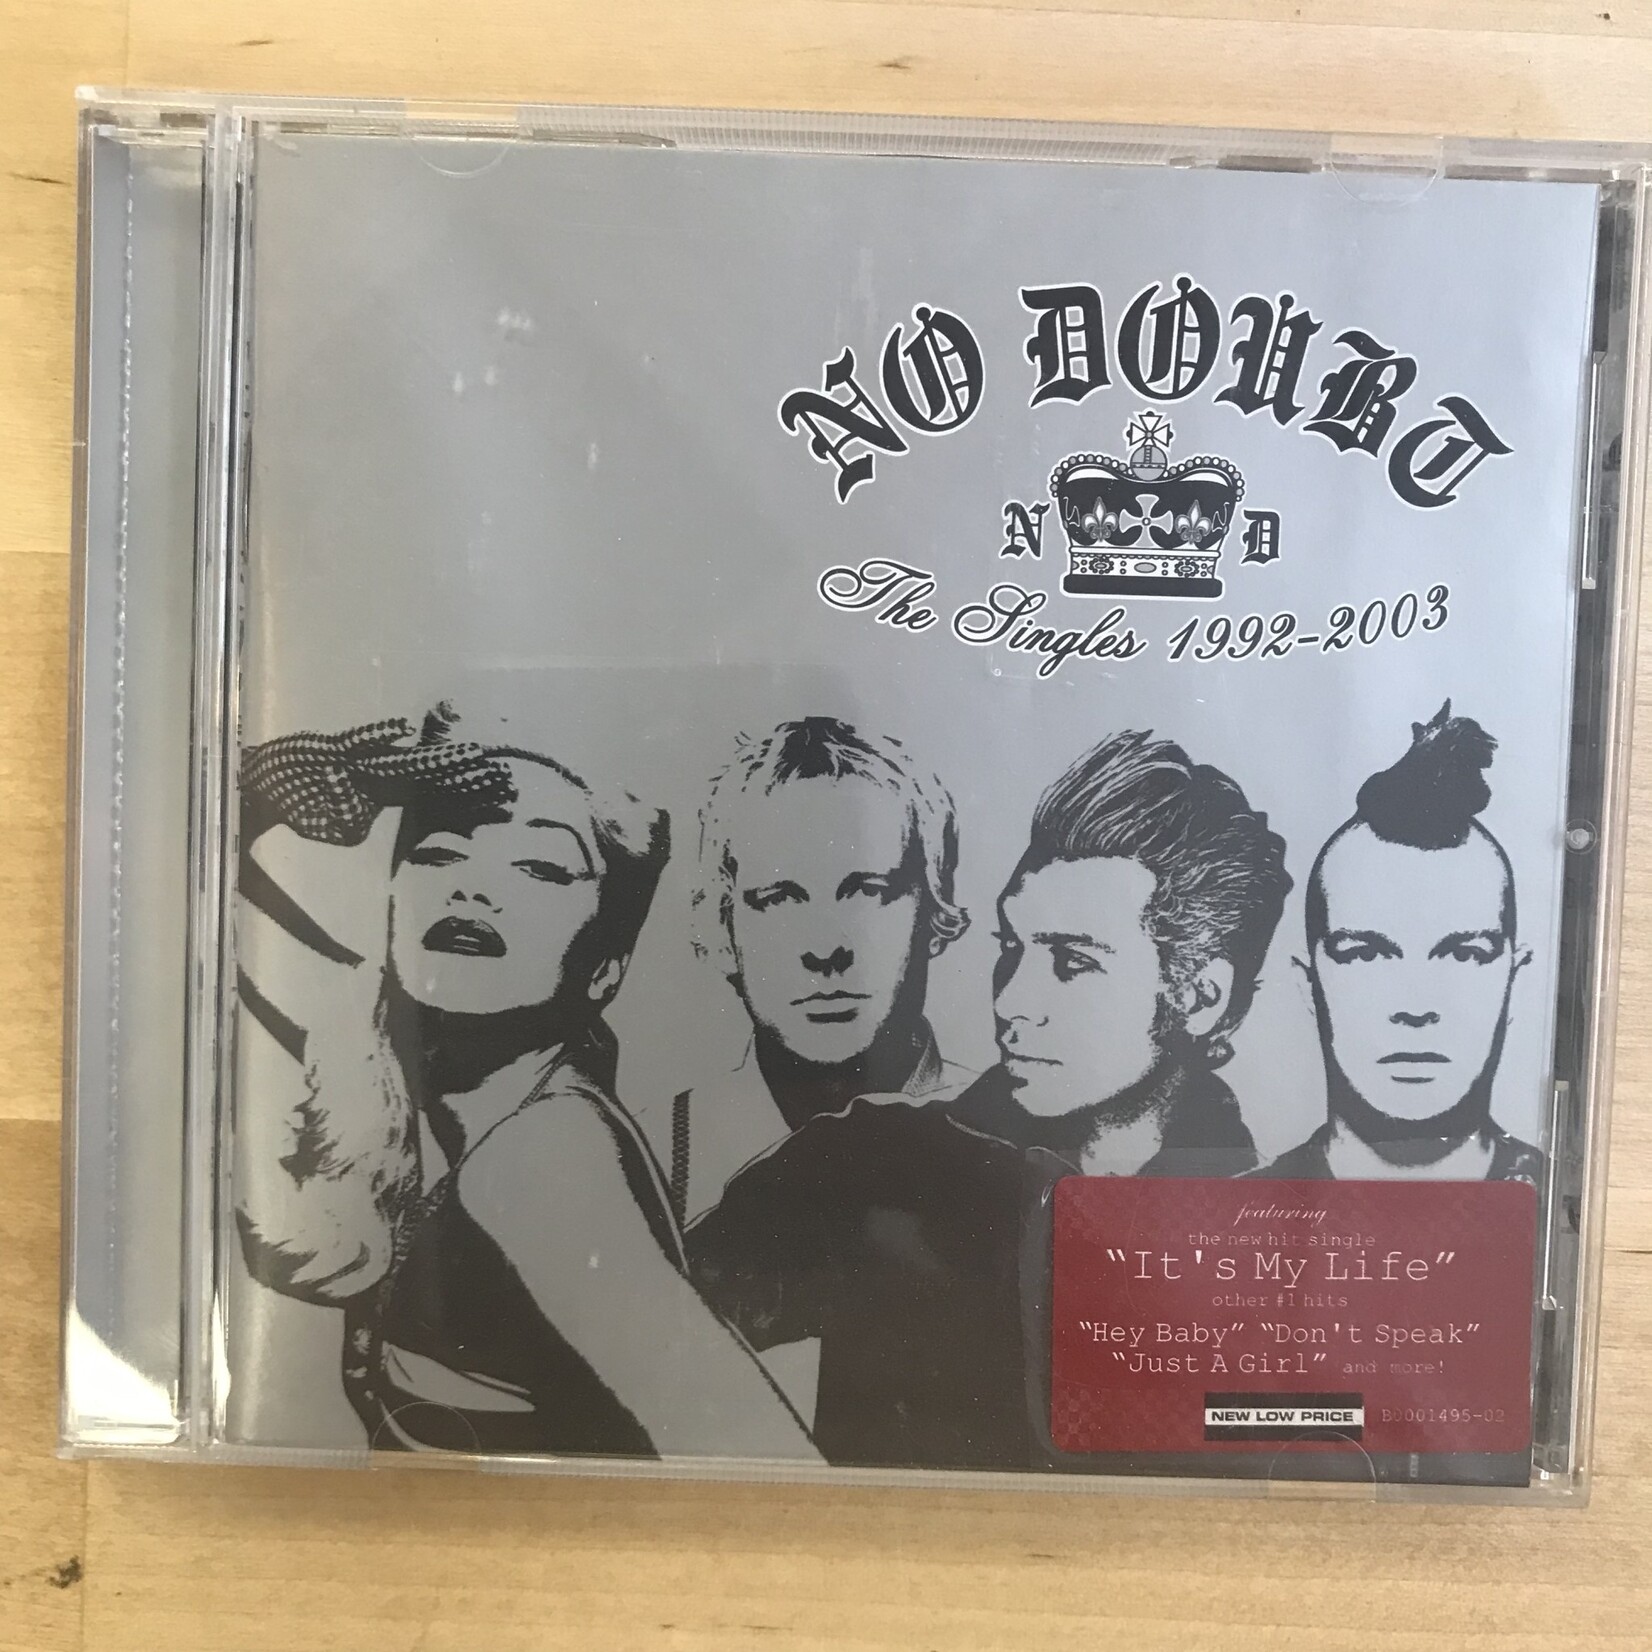 NO DOUBT
N D
The Singles 1992-2003
featuring
the new hit single
"It's My Life"
other #1 hits
"Hey Baby" "Don't Speak"
"Just A Girl" and more!
NEW LOW PRICE B0001495-02